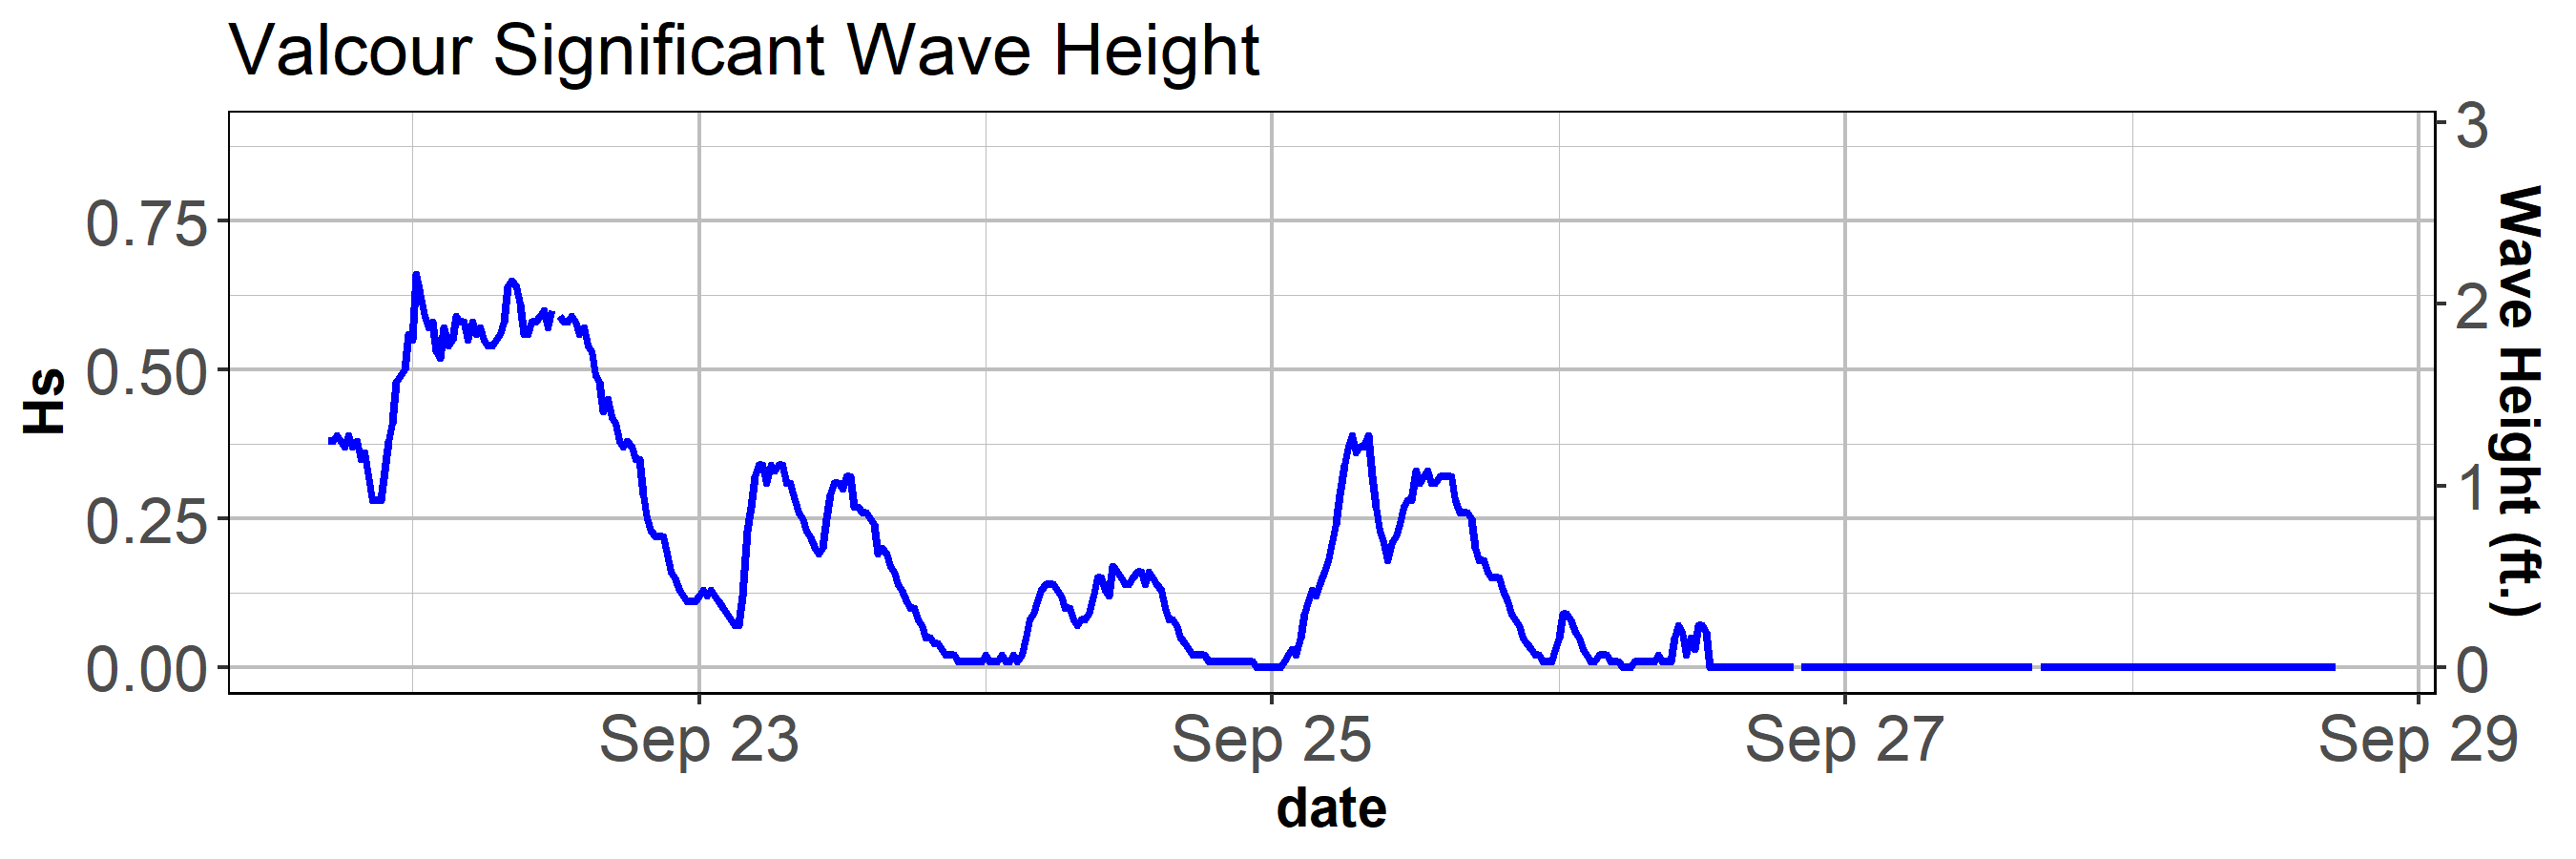 Valcour Significant Wave Height
Hs
0.75
0.50
0.25
0.00
3
2
1
0
Wave Height (ft.)
Sep 23 Sep 25 Sep 27 Sep 29
date